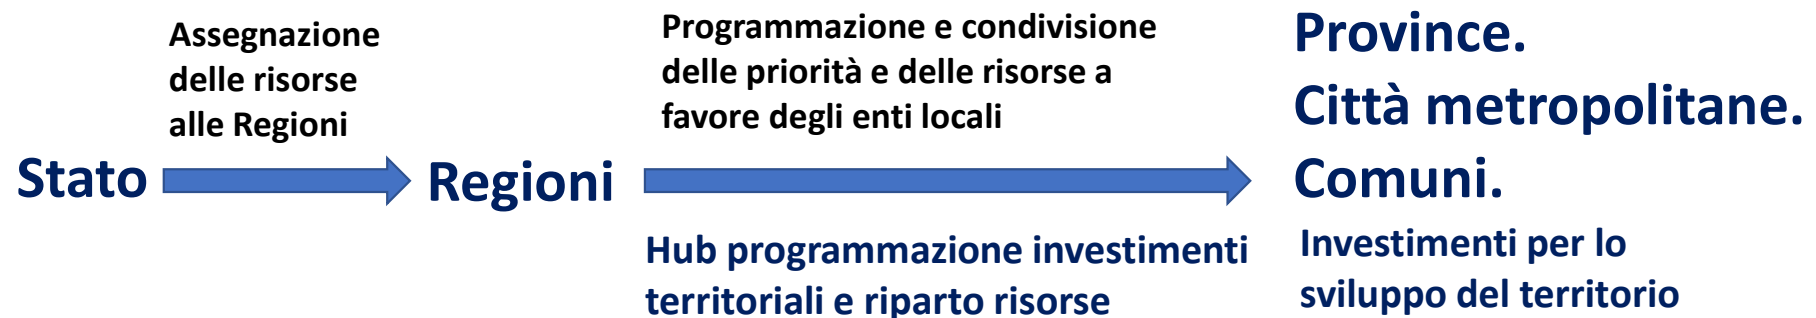 Stato
Assegnazione
delle risorse
alle Regioni
Regioni
Programmazione e condivisione
delle priorità e delle risorse a
favore degli enti locali
Hub programmazione investimenti
territoriali e riparto risorse
Province.
Città metropolitane.
Comuni.
Investimenti per lo
sviluppo del territorio